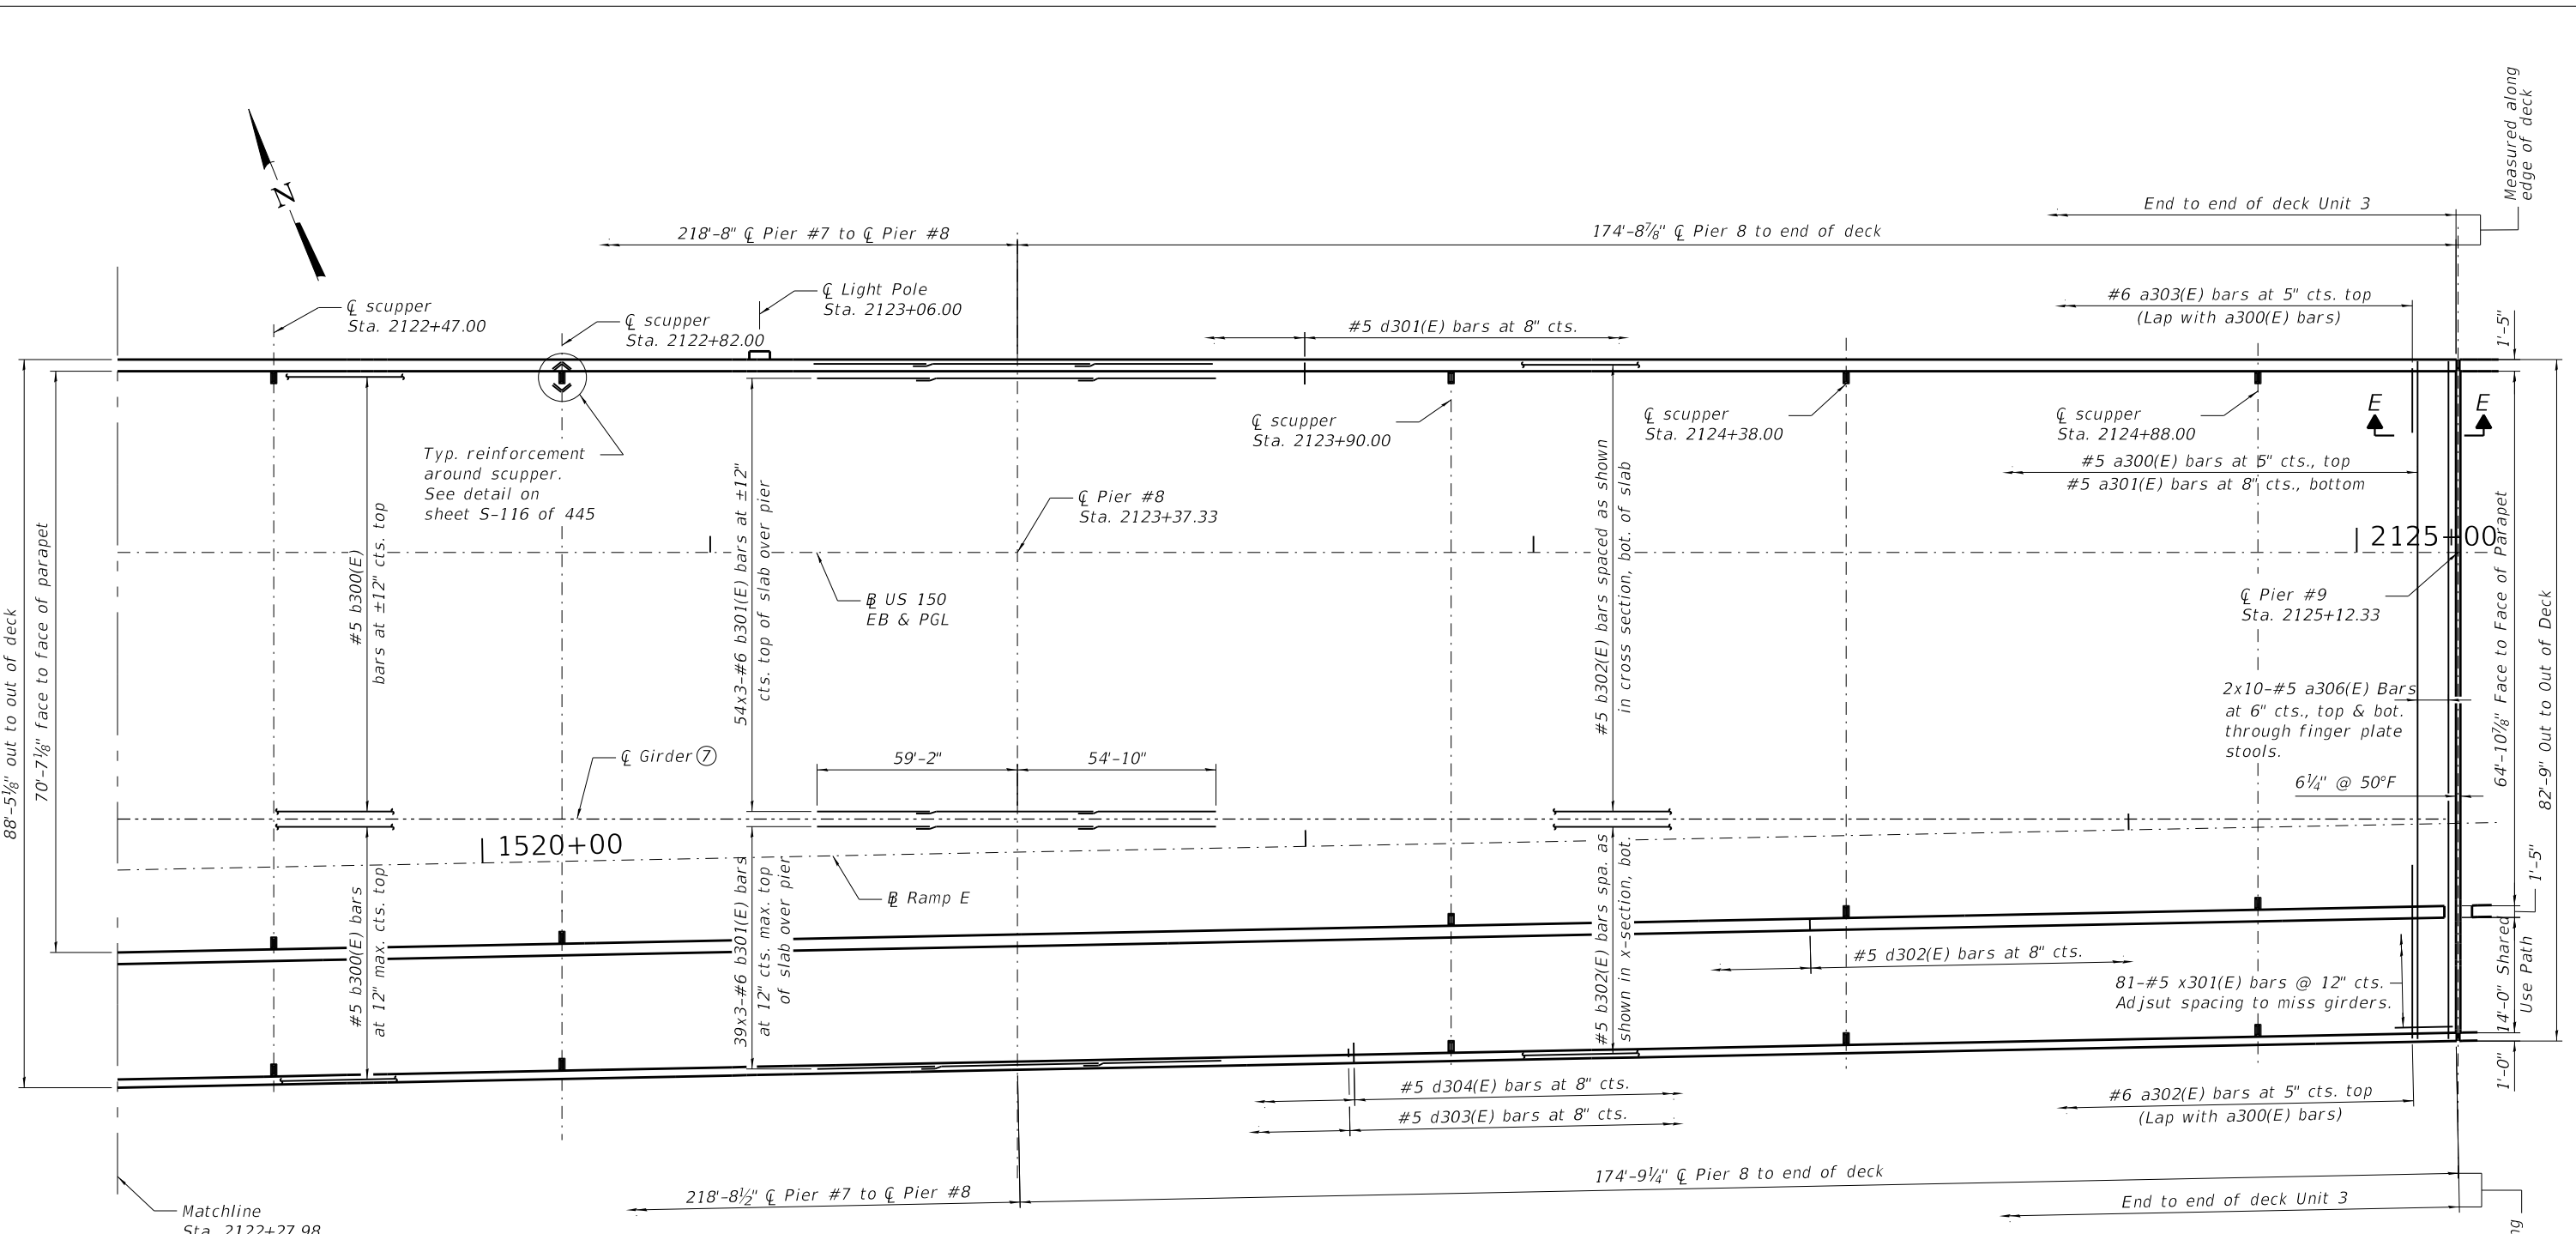 Measured along
edge of deck
End to end of deck Unit 3
218'-8" ℄ Pier #7 to ℄ Pier #8
174'-8⅞" ℄ Pier 8 to end of deck
N
℄ scupper
Sta. 2122+47.00
℄ scupper
Sta. 2122+82.00
℄ Light Pole
Sta. 2123+06.00
#5 d301(E) bars at 8" cts.
#6 a303(E) bars at 5" cts. top
(Lap with a300(E) bars)
1'-5"
℄ scupper
Sta. 2123+90.00
℄ scupper
Sta. 2124+38.00
℄ scupper
Sta. 2124+88.00
E
E
Typ. reinforcement
around scupper.
See detail on
sheet S-116 of 445
#5 a300(E) bars at 5" cts., top
#5 a301(E) bars at 8" cts., bottom
℄ Pier #8
Sta. 2123+37.33
2125+00
88'-5⅛" out to out of deck
70'-7⅛" face to face of parapet
#5 b300(E)
bars at ±12" cts. top
54x3-#6 b301(E) bars at ±12"
cts. top of slab over pier
#5 b302(E) bars spaced as shown
in cross section, bot. of slab
64'-10⅞" Face to Face of Parapet
82'-9" Out to Out of Deck
℄ Pier #9
Sta. 2125+12.33
US 150
EB & PGL
2x10-#5 a306(E) Bars
at 6" cts., top & bot.
through finger plate
stools.
℄ Girder 7
59'-2"
54'-10"
6¼" @ 50°F
1520+00
Ramp E
#5 b300(E) bars
at 12" max. cts. top
39x3-#6 b301(E) bars
at 12" cts. max. top
of slab over pier
#5 b302(E) bars spa. as
shown in x-section, bot.
1'-5"
14'-0" Shared
Use Path
#5 d302(E) bars at 8" cts.
81-#5 x301(E) bars @ 12" cts.
Adjsut spacing to miss girders.
#5 d304(E) bars at 8" cts.
#5 d303(E) bars at 8" cts.
#6 a302(E) bars at 5" cts. top
(Lap with a300(E) bars)
1'-0"
218'-8½" ℄ Pier #7 to ℄ Pier #8
174'-9¼" ℄ Pier 8 to end of deck
End to end of deck Unit 3
Matchline
Sta. 2122+27.98